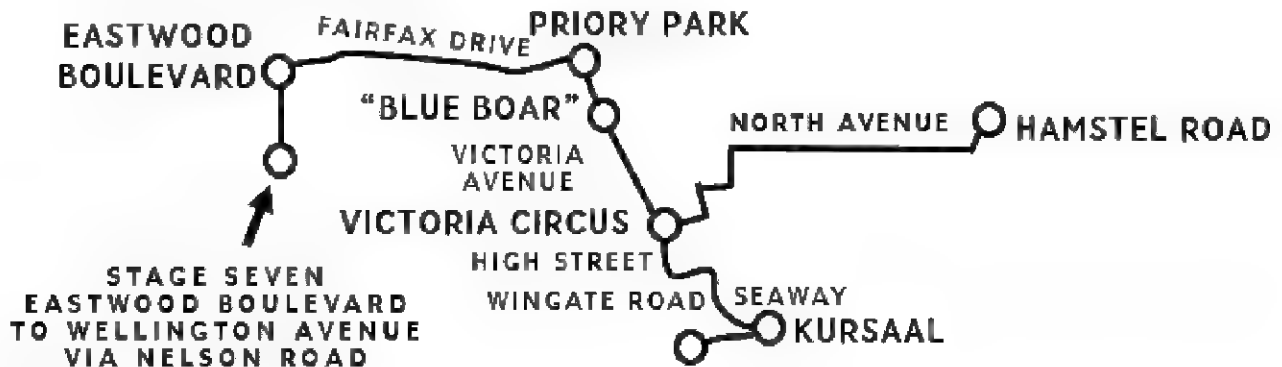 EASTWOOD
BOULEVARD
FAIRFAX DRIVE
PRIORY PARK
"BLUE BOAR"
NORTH AVENUE
HAMSTEL ROAD
VICTORIA
AVENUE
VICTORIA CIRCUS
HIGH STREET
WINGATE ROAD
SEAWAY
KURSAAL
STAGE SEVEN
EASTWOOD BOULEVARD
TO WELLINGTON AVENUE
VIA NELSON ROAD